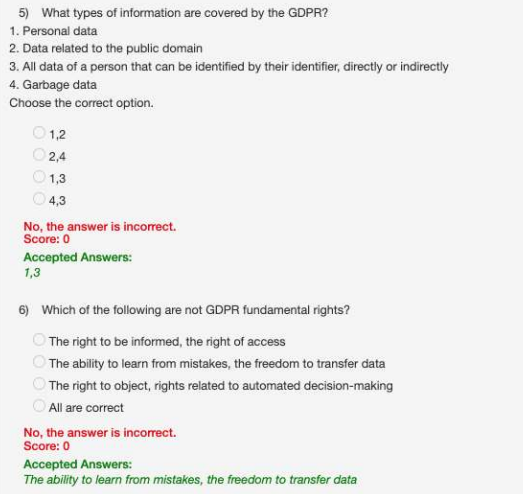 5) What types of information are covered by the GDPR?
1. Personal data
2. Data related to the public domain
3. All data of a person that can be identified by their identifier, directly or indirectly
4. Garbage data
Choose the correct option.
1,2
2,4
1,3
4,3
No, the answer is incorrect.
Score: 0
Accepted Answers:
1,3
6) Which of the following are not GDPR fundamental rights?
The right to be informed, the right of access
The ability to learn from mistakes, the freedom to transfer data
The right to object, rights related to automated decision-making
All are correct
No, the answer is incorrect.
Score: 0
Accepted Answers:
The ability to learn from mistakes, the freedom to transfer data